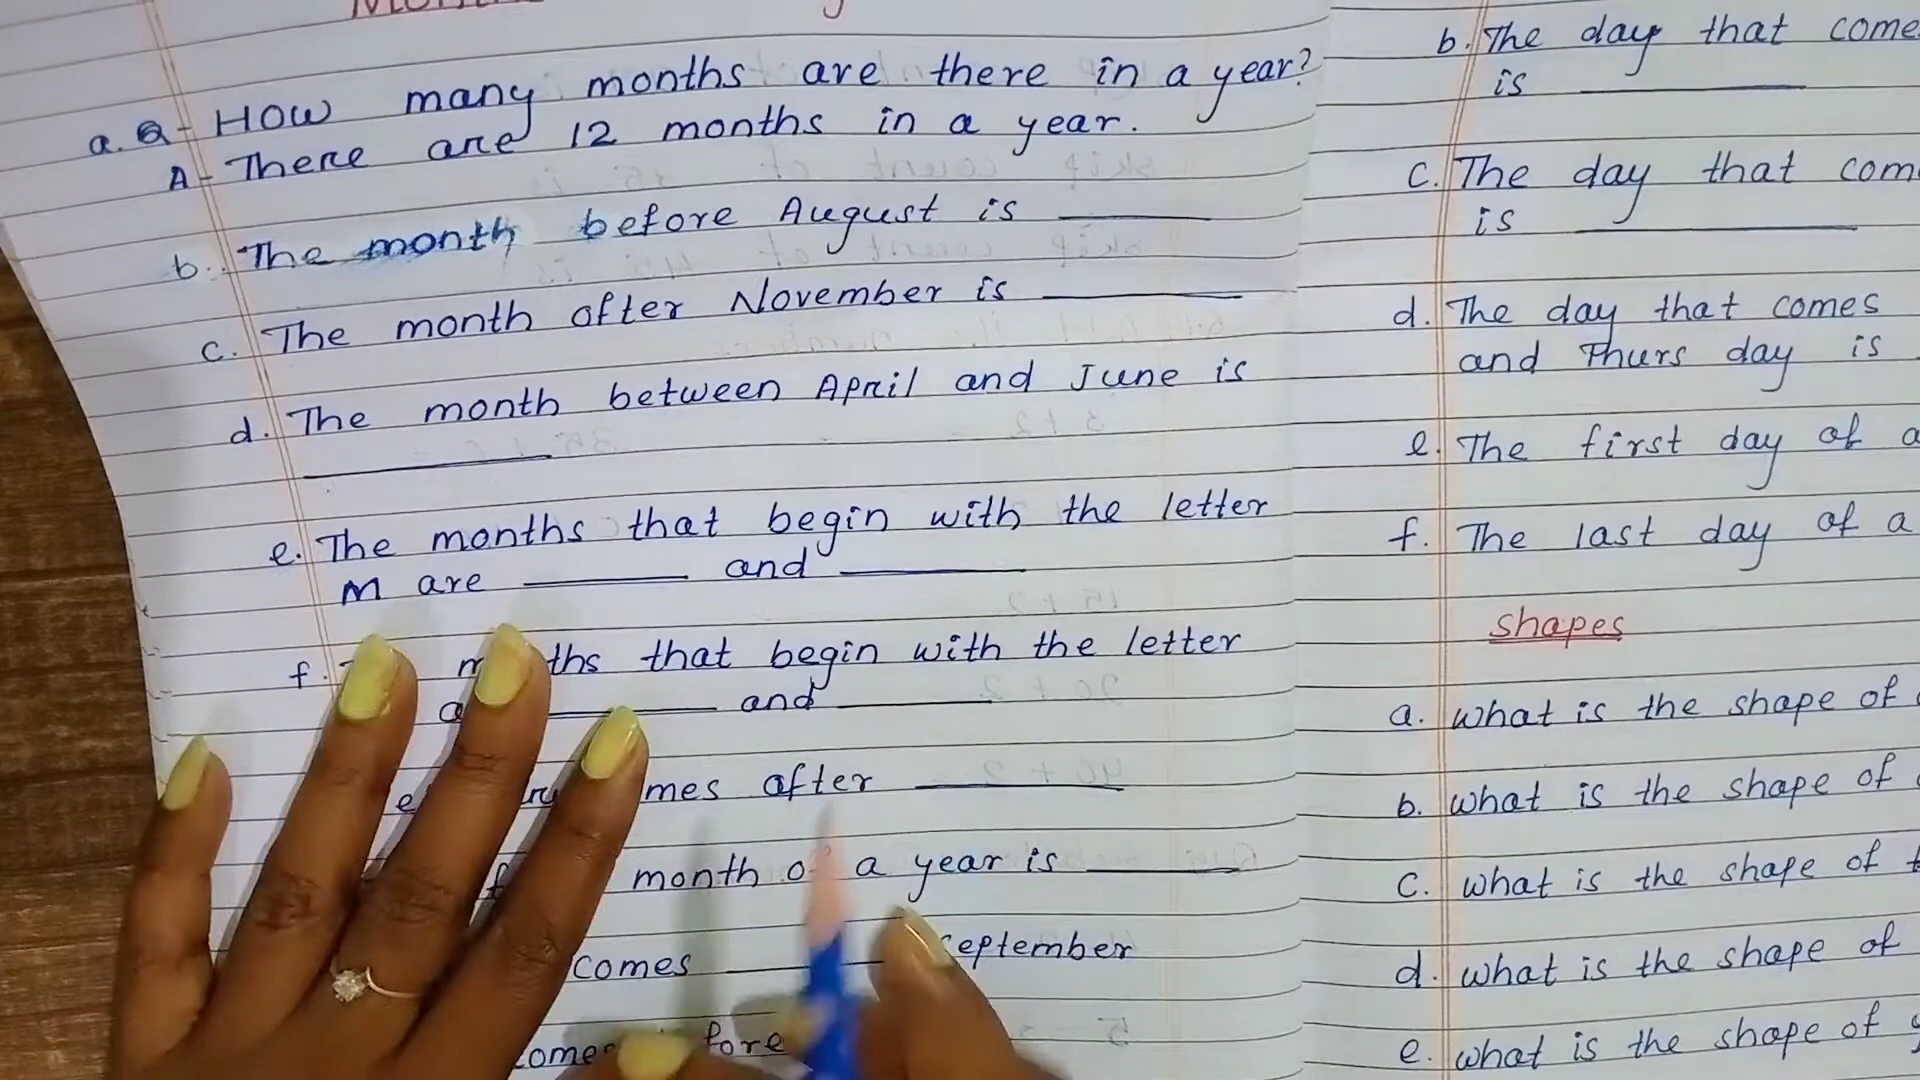 a. Q- How many months are there in a year?
A- There are 12 months in a year.
b. The month before August is
c. The month after November is
d. The month between April and June is
e. The months that begin with the letter
M are and
f. that begin with the letter
and
after
month of a year is
comes September
b. The day that come
is
c. The day that com
is
d. The day that comes
and Thurs day is
e. The first day of a
f. The last day of a
shapes
a. what is the shape of
b. what is the shape of
c. what is the shape of
d. what is the shape of
e. what is the shape of